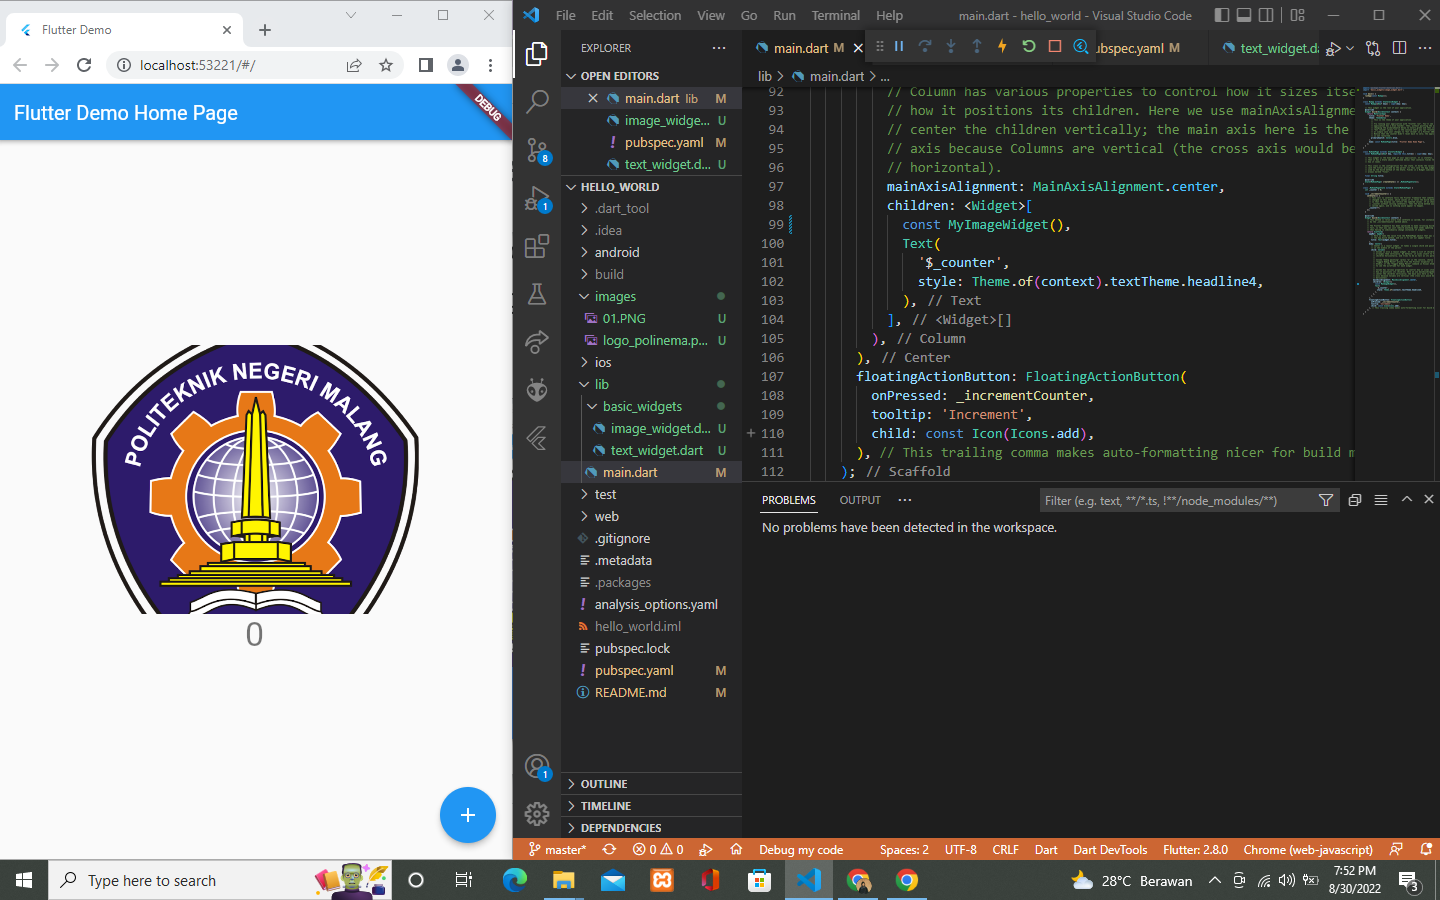 Flutter Demo
localhost:53221/#/
Flutter Demo Home Page
DEBUG
POLITEKNIK NEGERI MALANG
0
File Edit Selection View Go Run Terminal Help
main.dart - hello_world - Visual Studio Code
EXPLORER
OPEN EDITORS
main.dart lib M
image_widge... U
pubspec.yaml M
text_widget.d... U
HELLO_WORLD
.dart_tool
.idea
android
build
images
01.PNG U
logo_polinema.p... U
ios
lib
basic_widgets
image_widget.d... U
text_widget.dart U
main.dart M
test
web
.gitignore
.metadata
.packages
analysis_options.yaml
hello_world.iml
pubspec.lock
pubspec.yaml M
README.md M
OUTLINE
TIMELINE
DEPENDENCIES
8
1
1
main.dart M
ubspec.yaml M
text_widget.da
lib > main.dart > ...
92 // Column has various properties to control how it sizes itse
93 // how it positions its children. Here we use mainAxisAlignme
94 // center the children vertically; the main axis here is the
95 // axis because Columns are vertical (the cross axis would be
96 // horizontal).
97 mainAxisAlignment: MainAxisAlignment.center,
98 children: <Widget>[
99 const MyImageWidget(),
100 Text(
101 '$_counter',
102 style: Theme.of(context).textTheme.headline4,
103 ), // Text
104 ], // <Widget>[]
105 ), // Column
106 ), // Center
107 floatingActionButton: FloatingActionButton(
108 onPressed: _incrementCounter,
109 tooltip: 'Increment',
110 child: const Icon(Icons.add),
111 ), // This trailing comma makes auto-formatting nicer for build m
112 ); // Scaffold
PROBLEMS OUTPUT ...
Filter (e.g. text, **/*.ts, !**/node_modules/**)
No problems have been detected in the workspace.
master* 0 0 Debug my code Spaces: 2 UTF-8 CRLF Dart Dart DevTools Flutter: 2.8.0 Chrome (web-javascript)
Type here to search
28°C Berawan
7:52 PM
8/30/2022
3